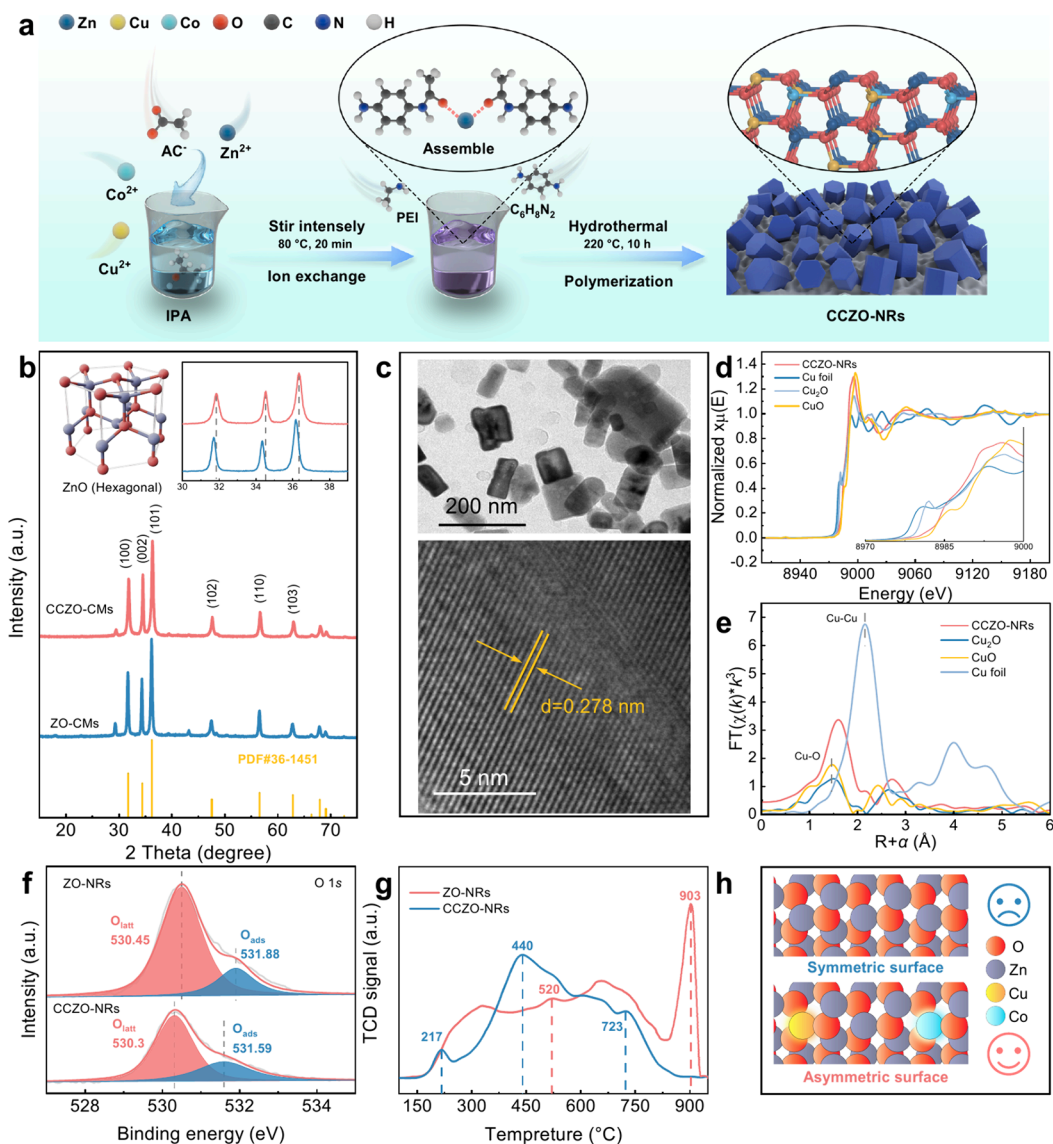 a
Zn Cu Co O C N H
AC⁻
Zn²⁺
Co²⁺
Cu²⁺
IPA
Stir intensely
80 °C, 20 min
Ion exchange
Assemble
PEI
C₆H₈N₂
Hydrothermal
220 °C, 10 h
Polymerization
CCZO-NRs
b
ZnO (Hexagonal)
30 32 34 36 38
(100)
(002)
(101)
(102)
(110)
(103)
CCZO-CMs
ZO-CMs
PDF#36-1451
Intensity (a.u.)
20 30 40 50 60 70
2 Theta (degree)
c
200 nm
d=0.278 nm
5 nm
d
CCZO-NRs
Cu foil
Cu₂O
CuO
Normalized xμ(E)
1.4
1.2
1.0
0.8
0.6
0.4
0.2
0.0
-0.2
8970 8985 9000
8940 9000 9060 9120 9180
Energy (eV)
e
Cu-Cu
Cu-O
CCZO-NRs
Cu₂O
CuO
Cu foil
FT(χ(k)*k³)
7
6
5
4
3
2
1
0
0 1 2 3 4 5 6
R+α (Å)
f
ZO-NRs
O 1s
O_latt
530.45
O_ads
531.88
CCZO-NRs
O_latt
530.3
O_ads
531.59
Intensity (a.u.)
528 530 532 534
Binding energy (eV)
g
ZO-NRs
CCZO-NRs
903
440
520
217
723
TCD signal (a.u.)
150 300 450 600 750 900
Tempreture (°C)
h
Symmetric surface
O
Zn
Cu
Co
Asymmetric surface